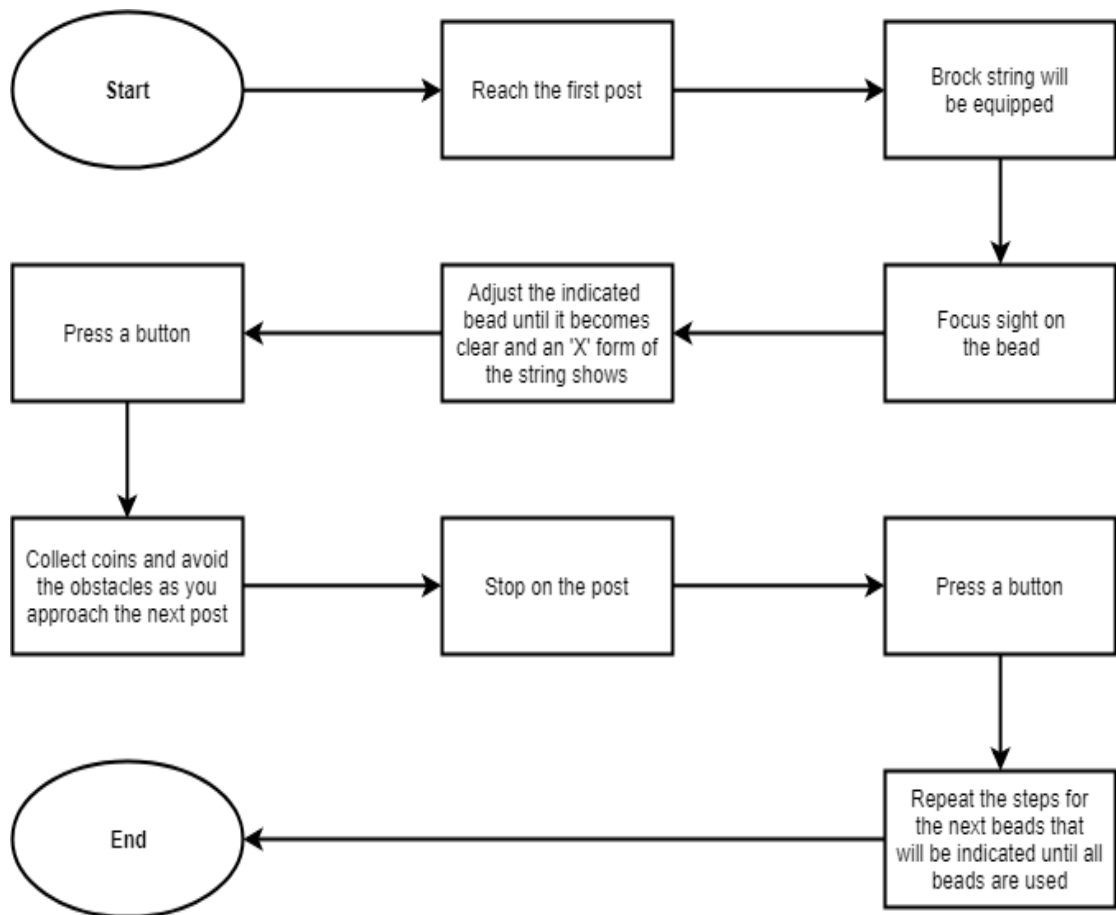 Start
Reach the first post
Brock string will
be equipped
Focus sight on
the bead
Adjust the indicated
bead until it becomes
clear and an 'X' form of
the string shows
Press a button
Collect coins and avoid
the obstacles as you
approach the next post
Stop on the post
Press a button
Repeat the steps for
the next beads that
will be indicated until all
beads are used
End